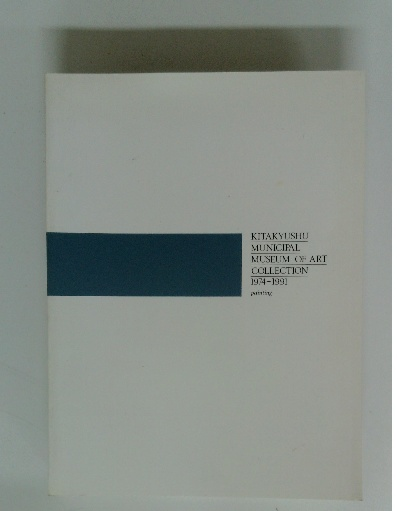 KITAKYUSHU
MUNICIPAL
MUSEUM OF ART
COLLECTION
1974–1991
painting